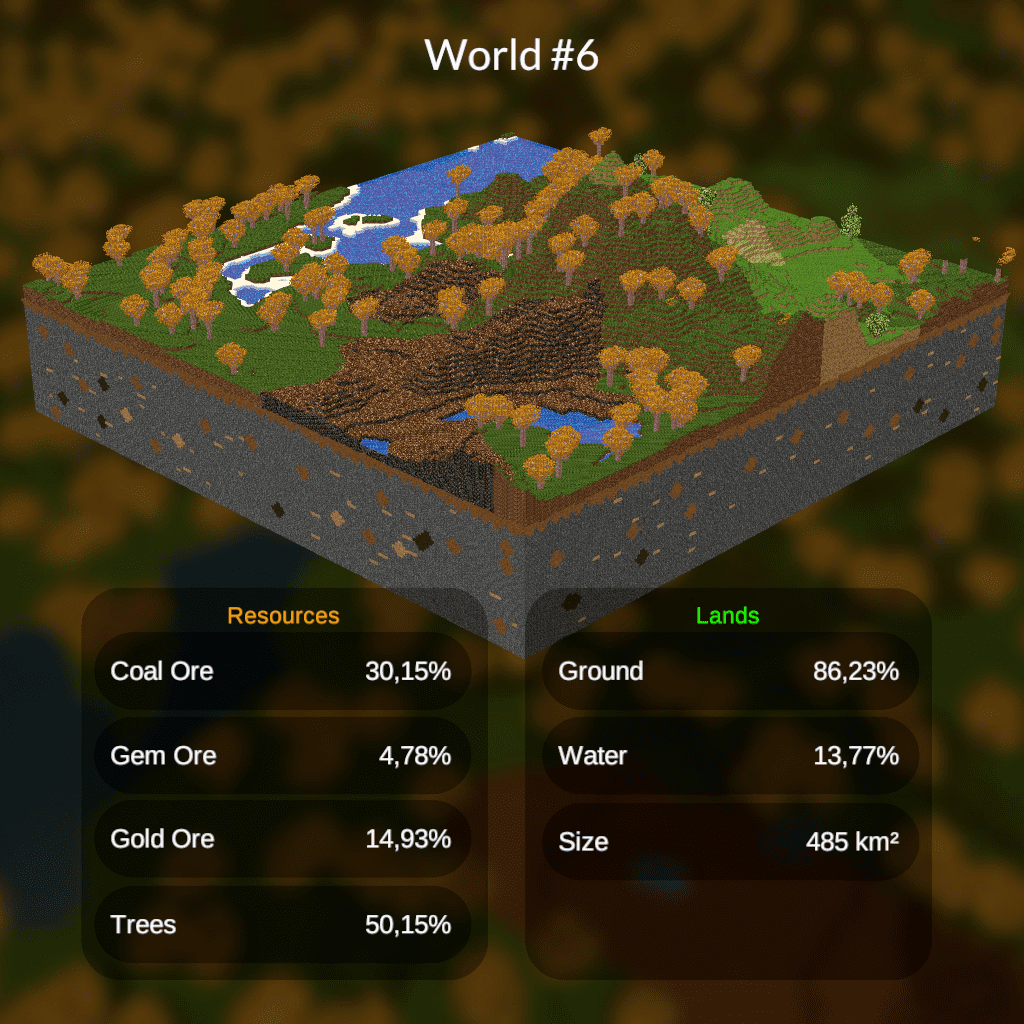 World #6
Resources
Coal Ore 30,15%
Gem Ore 4,78%
Gold Ore 14,93%
Trees 50,15%
Lands
Ground 86,23%
Water 13,77%
Size 485 km²